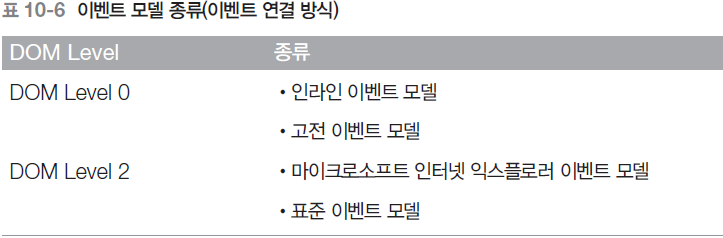 표 10-6 이벤트 모델 종류(이벤트 연결 방식)
DOM Level 종류
DOM Level 0 • 인라인 이벤트 모델
• 고전 이벤트 모델
DOM Level 2 • 마이크로소프트 인터넷 익스플로러 이벤트 모델
• 표준 이벤트 모델